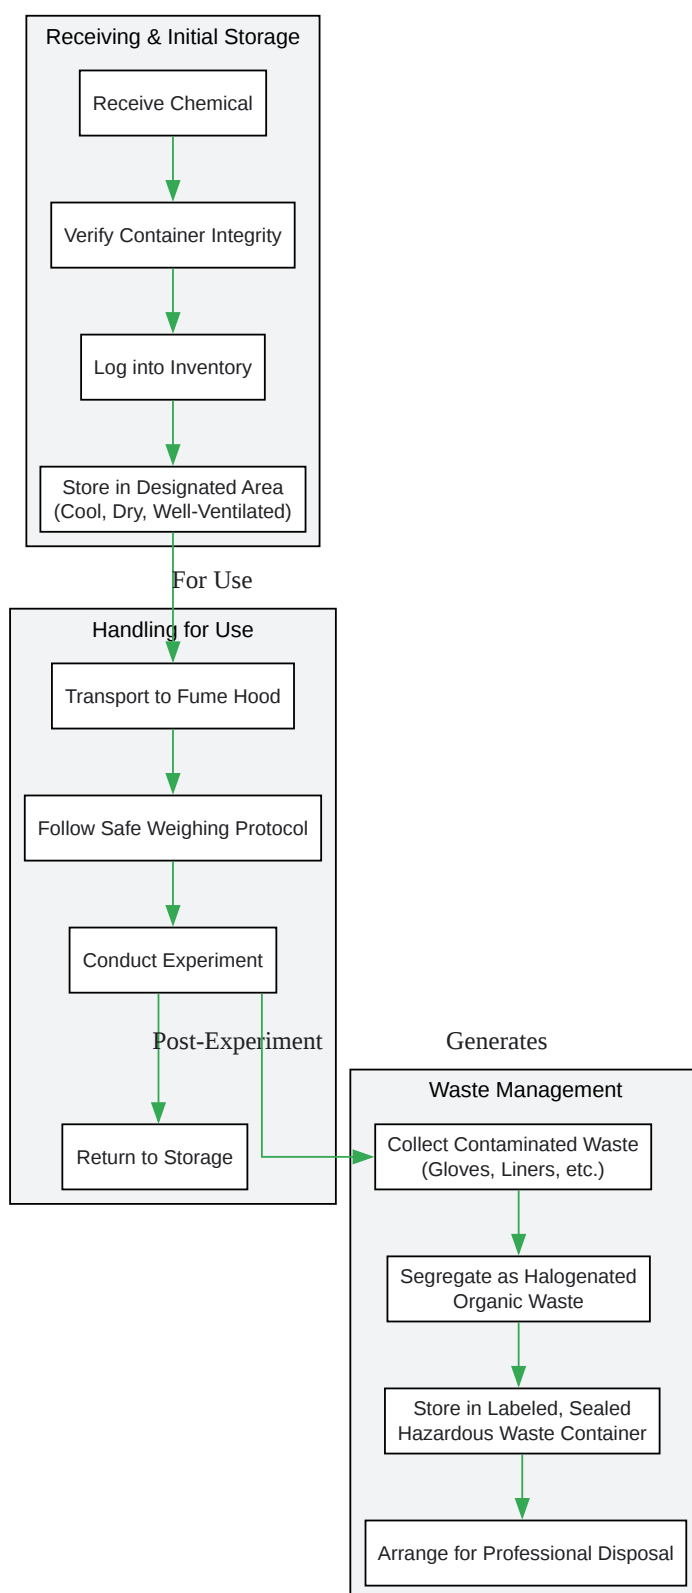 Receiving & Initial Storage
Receive Chemical
Verify Container Integrity
Log into Inventory
Store in Designated Area
(Cool, Dry, Well-Ventilated)
For Use
Handling for Use
Transport to Fume Hood
Follow Safe Weighing Protocol
Conduct Experiment
Post-Experiment
Generates
Return to Storage
Waste Management
Collect Contaminated Waste
(Gloves, Liners, etc.)
Segregate as Halogenated
Organic Waste
Store in Labeled, Sealed
Hazardous Waste Container
Arrange for Professional Disposal